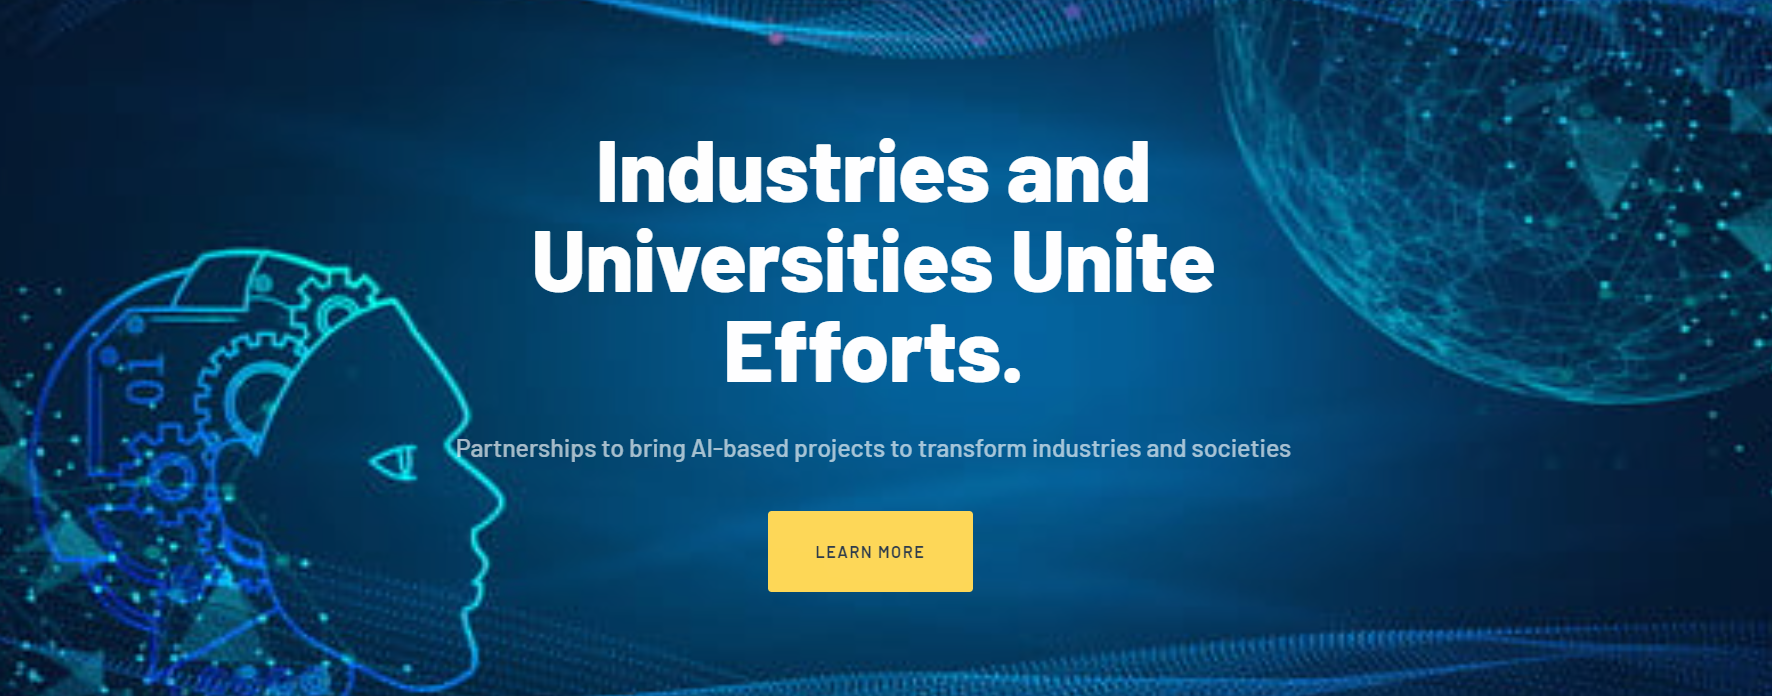 Industries and
Universities Unite
Efforts.
Partnerships to bring AI-based projects to transform industries and societies
LEARN MORE